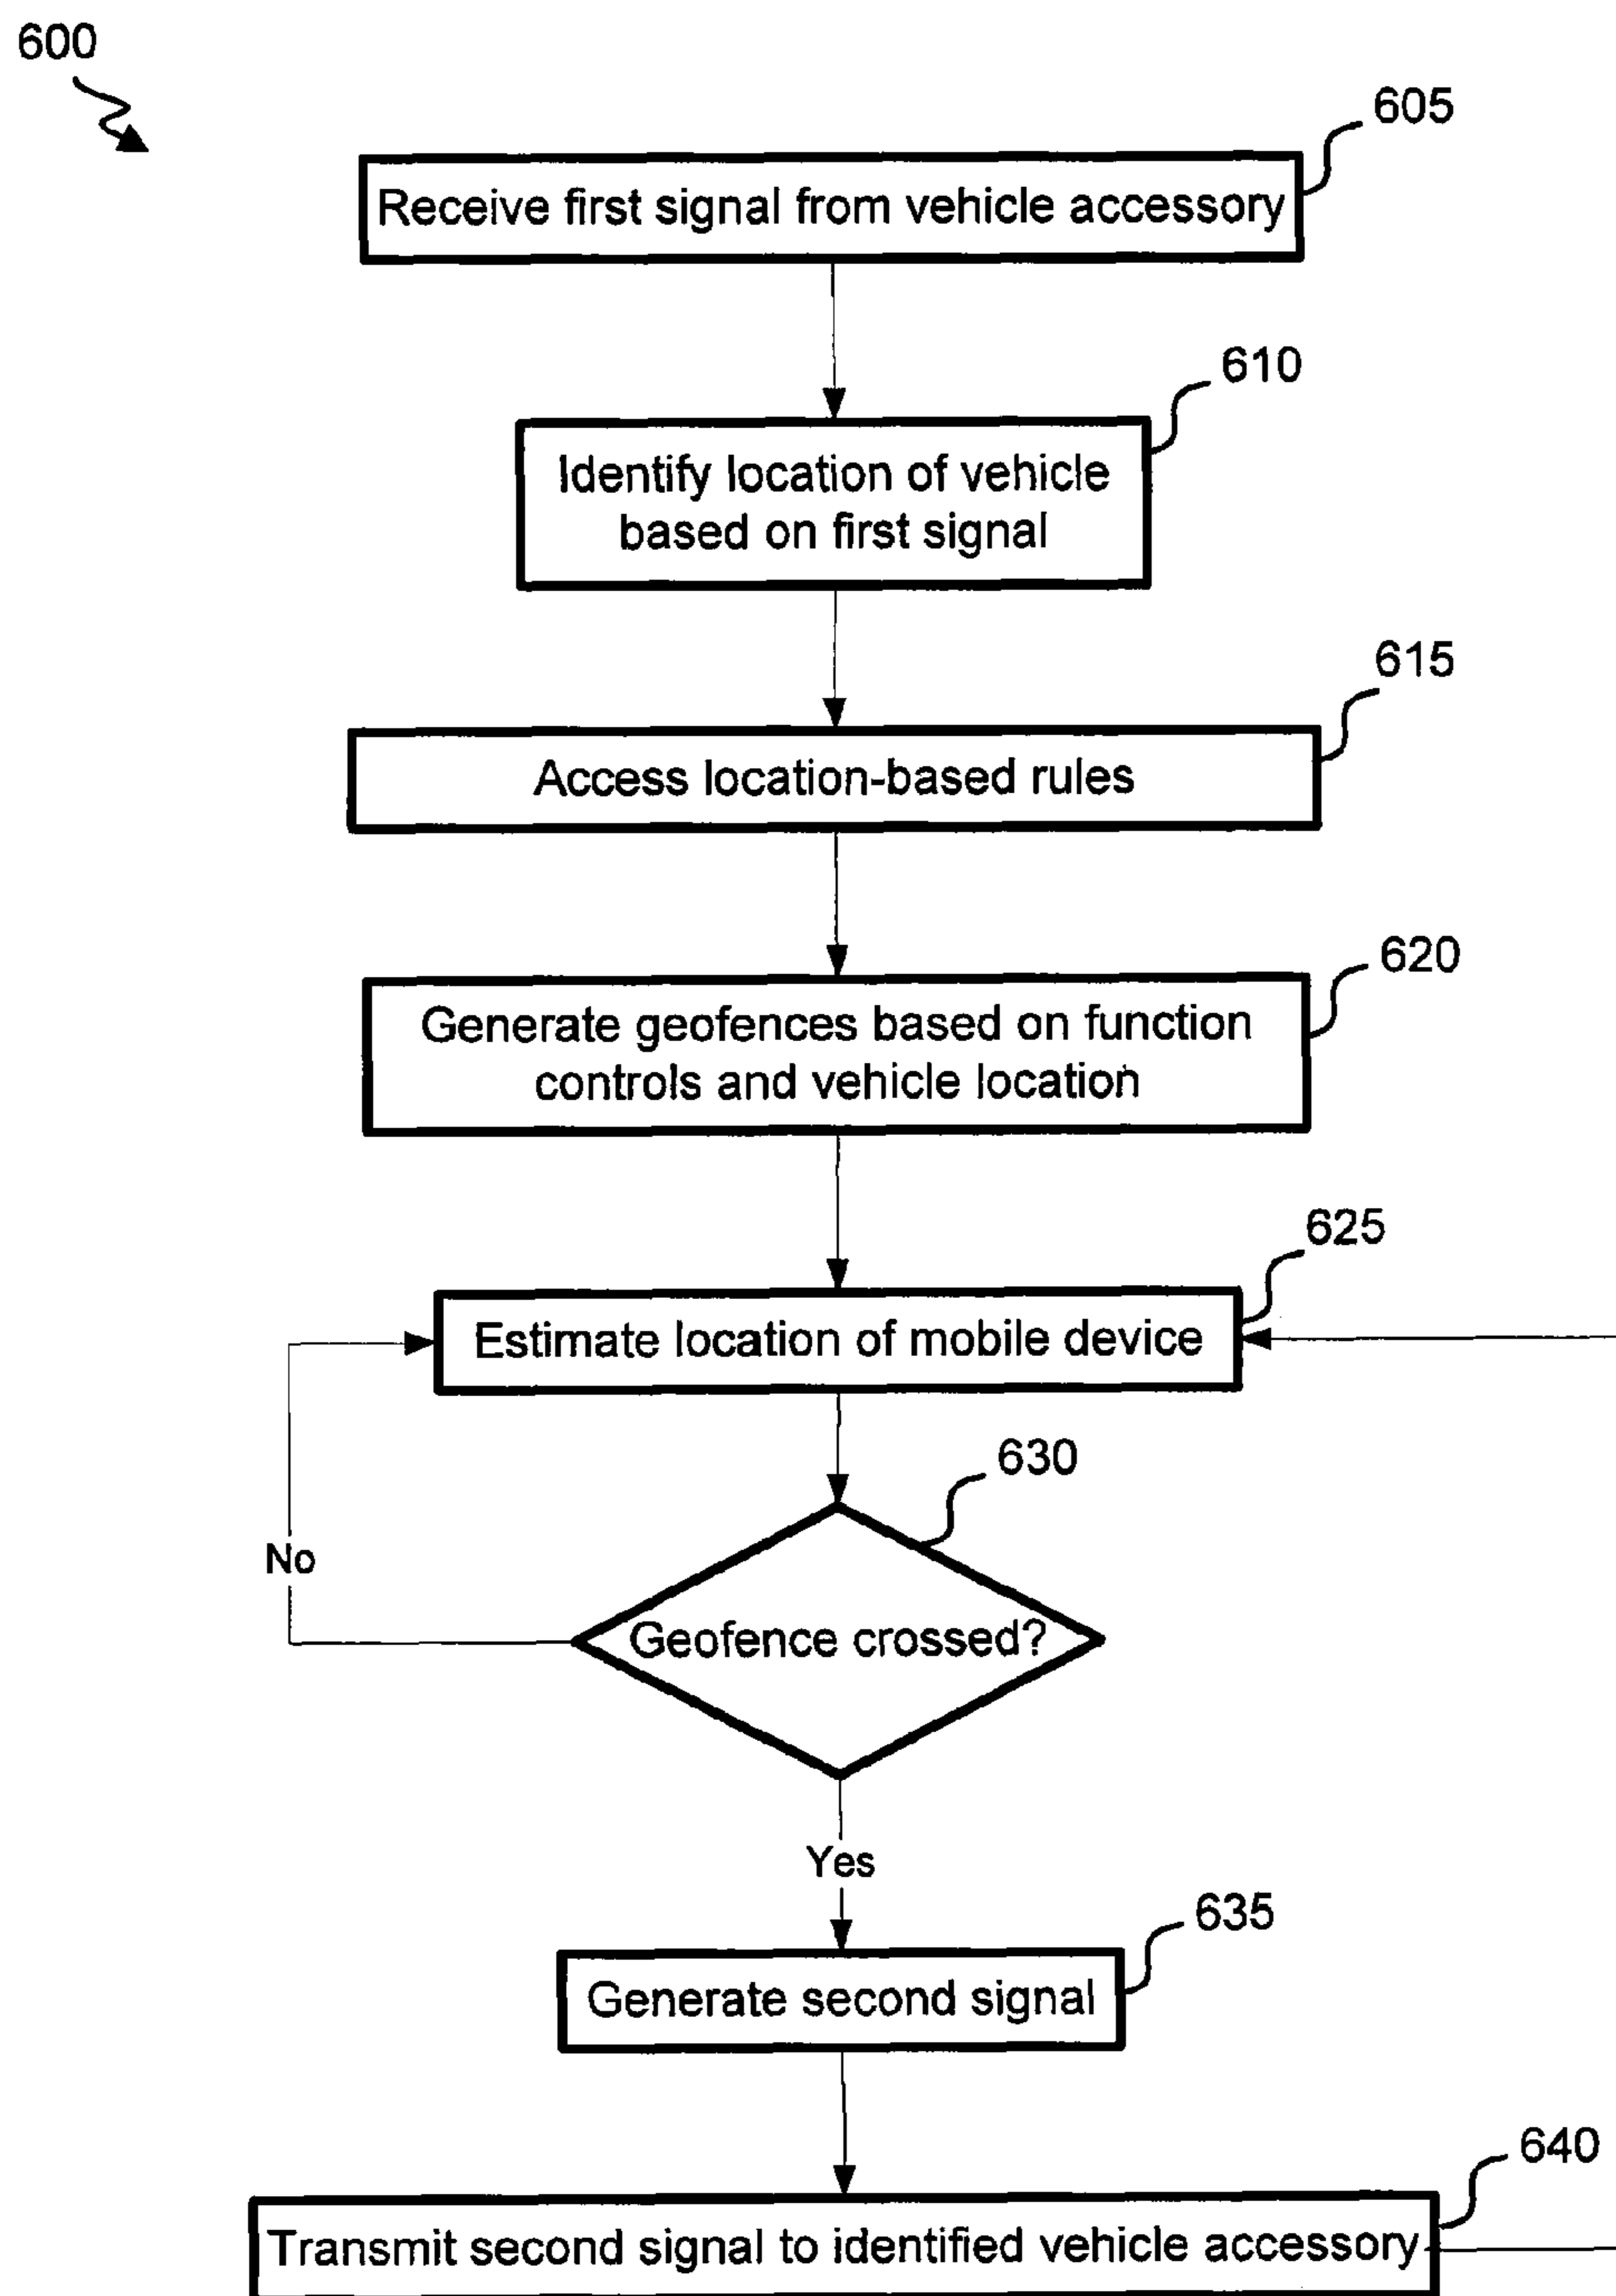 600
605
Receive first signal from vehicle accessory
610
Identify location of vehicle
based on first signal
615
Access location-based rules
620
Generate geofences based on function
controls and vehicle location
625
Estimate location of mobile device
630
No
Geofence crossed?
Yes
635
Generate second signal
640
Transmit second signal to identified vehicle accessory